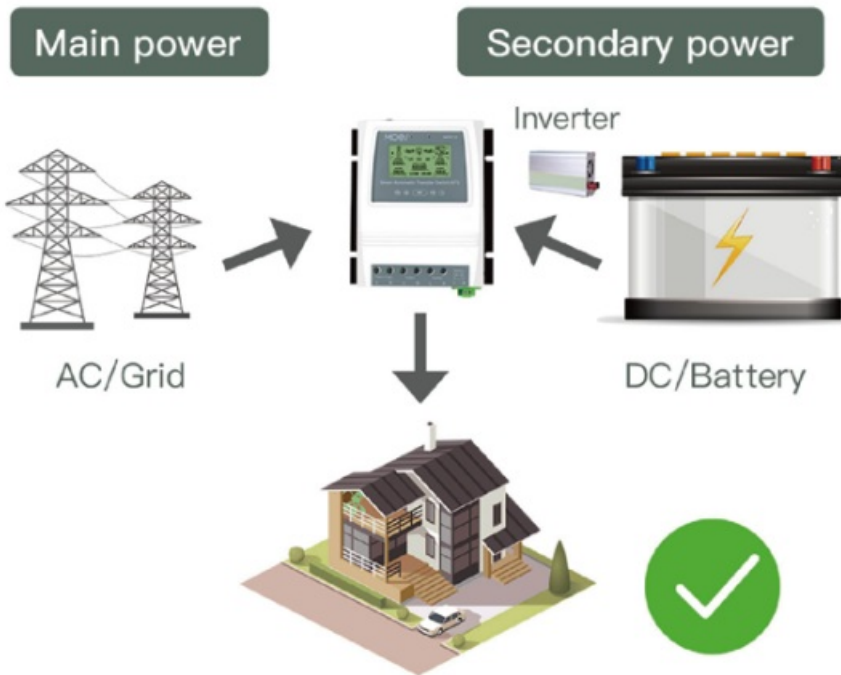 Main power
Secondary power
Inverter
AC/Grid
DC/Battery